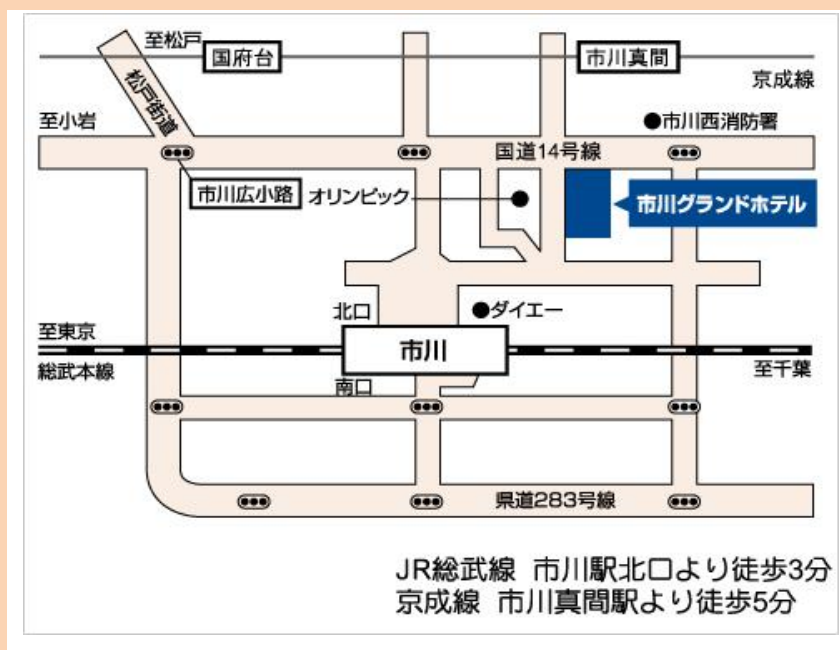 至松戸
国府台
市川真間
京成線
松戸街道
至小岩
●市川西消防署
国道14号線
市川広小路
オリンピック
市川グランドホテル
北口
●ダイエー
至東京
市川
総武本線
至千葉
南口
県道283号線
JR総武線 市川駅北口より徒歩3分
京成線 市川真間駅より徒歩5分